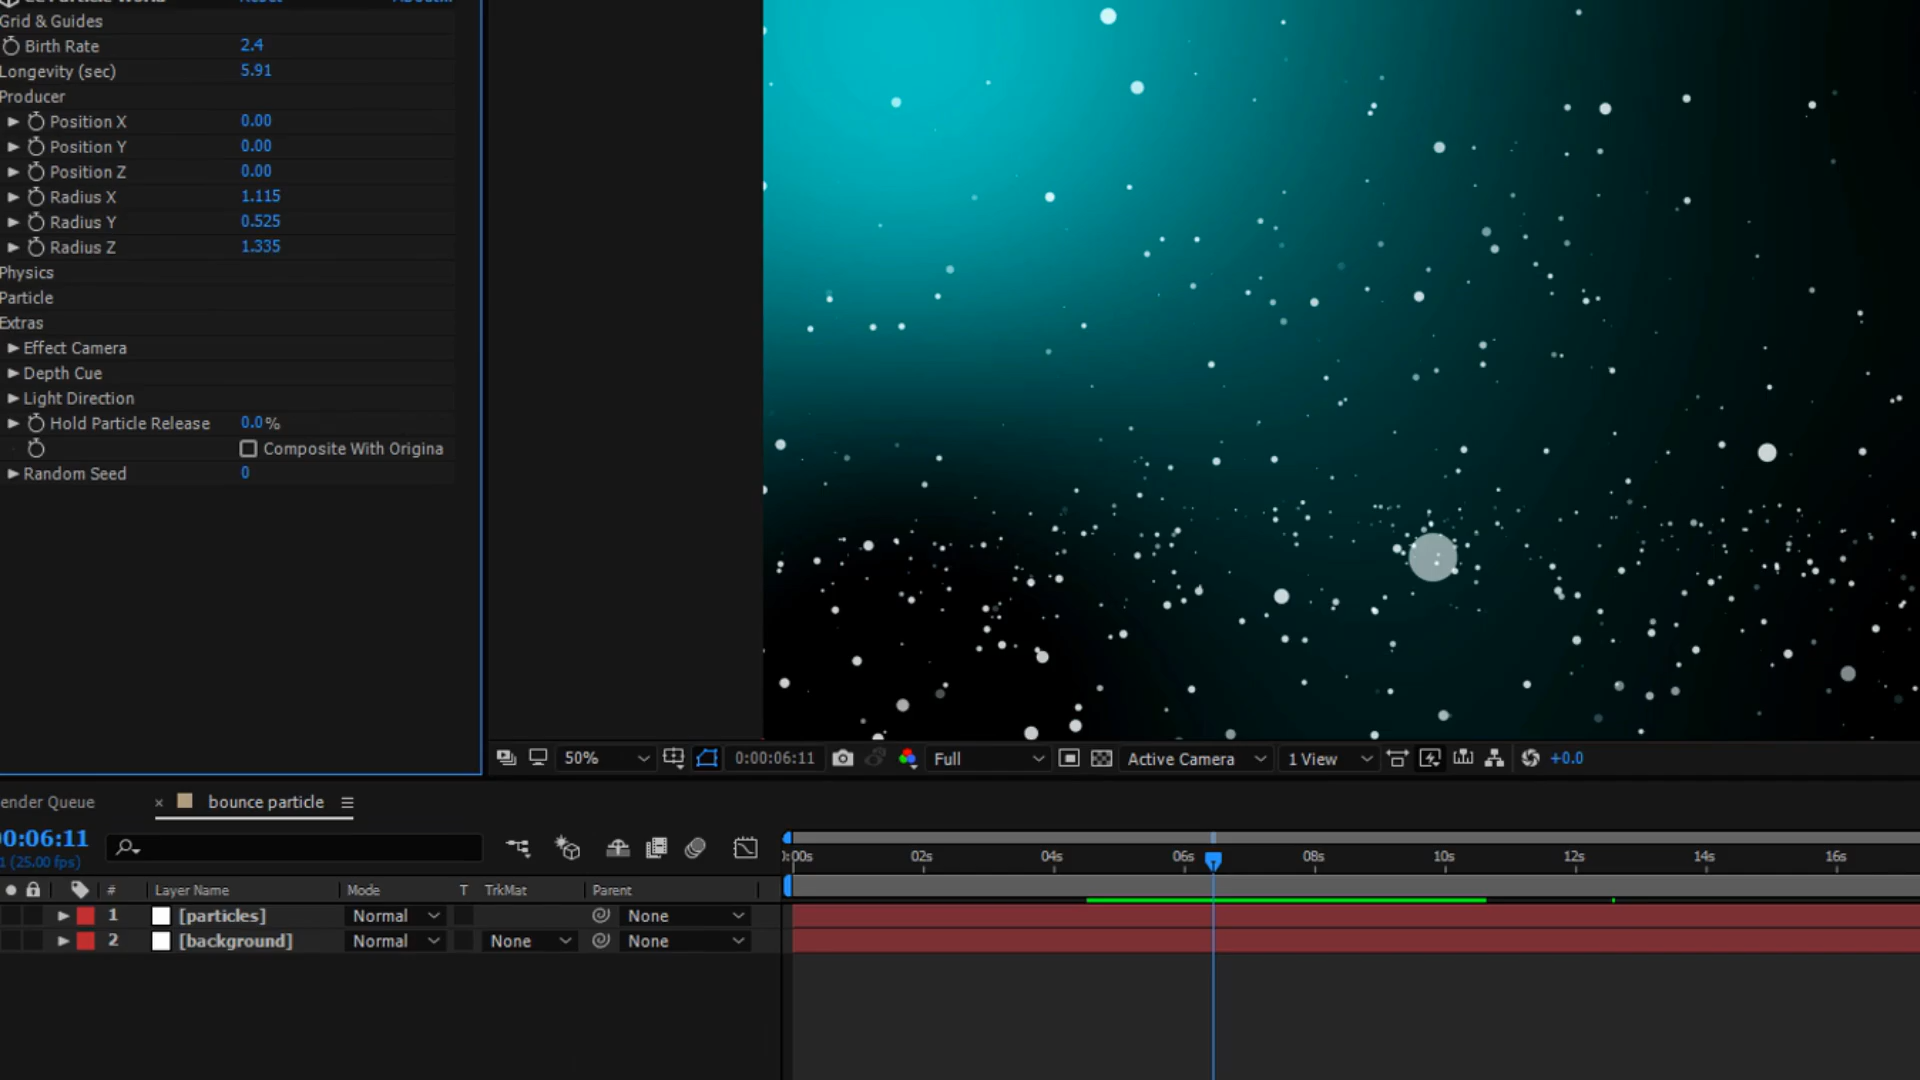 Grid & Guides
Birth Rate 2.4
Longevity (sec) 5.91
Producer
Position X 0.00
Position Y 0.00
Position Z 0.00
Radius X 1.115
Radius Y 0.525
Radius Z 1.335
Physics
Particle
Extras
Effect Camera
Depth Cue
Light Direction
Hold Particle Release 0.0%
Composite With Origina
Random Seed 0
50% 0:00:06:11 Full Active Camera 1 View +0.0
ender Queue × bounce particle
00:06:11
1 (25.00 fps)
:00s 02s 04s 06s 08s 10s 12s 14s 16s
# Layer Name Mode T TrkMat Parent
1 [particles] Normal None
2 [background] Normal None None